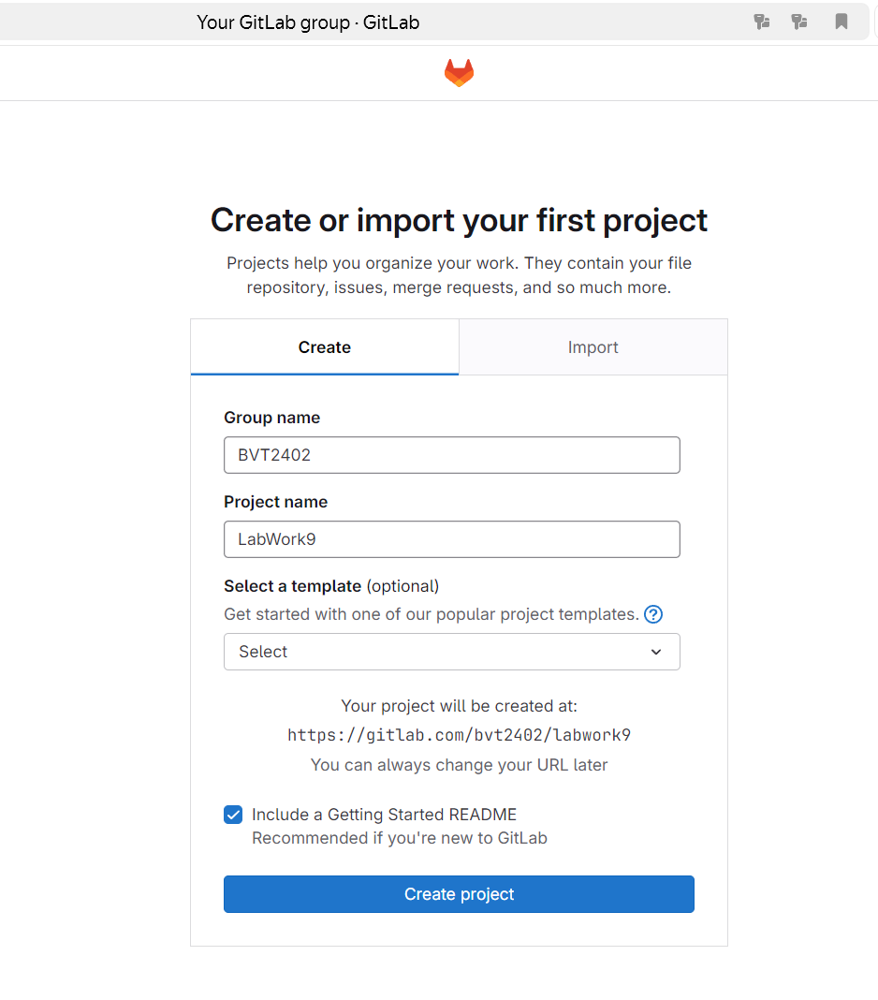 Your GitLab group · GitLab
Create or import your first project
Projects help you organize your work. They contain your file
repository, issues, merge requests, and so much more.
Create
Import
Group name
BVT2402
Project name
LabWork9
Select a template (optional)
Get started with one of our popular project templates.
Select
Your project will be created at:
https://gitlab.com/bvt2402/labwork9
You can always change your URL later
Include a Getting Started README
Recommended if you're new to GitLab
Create project